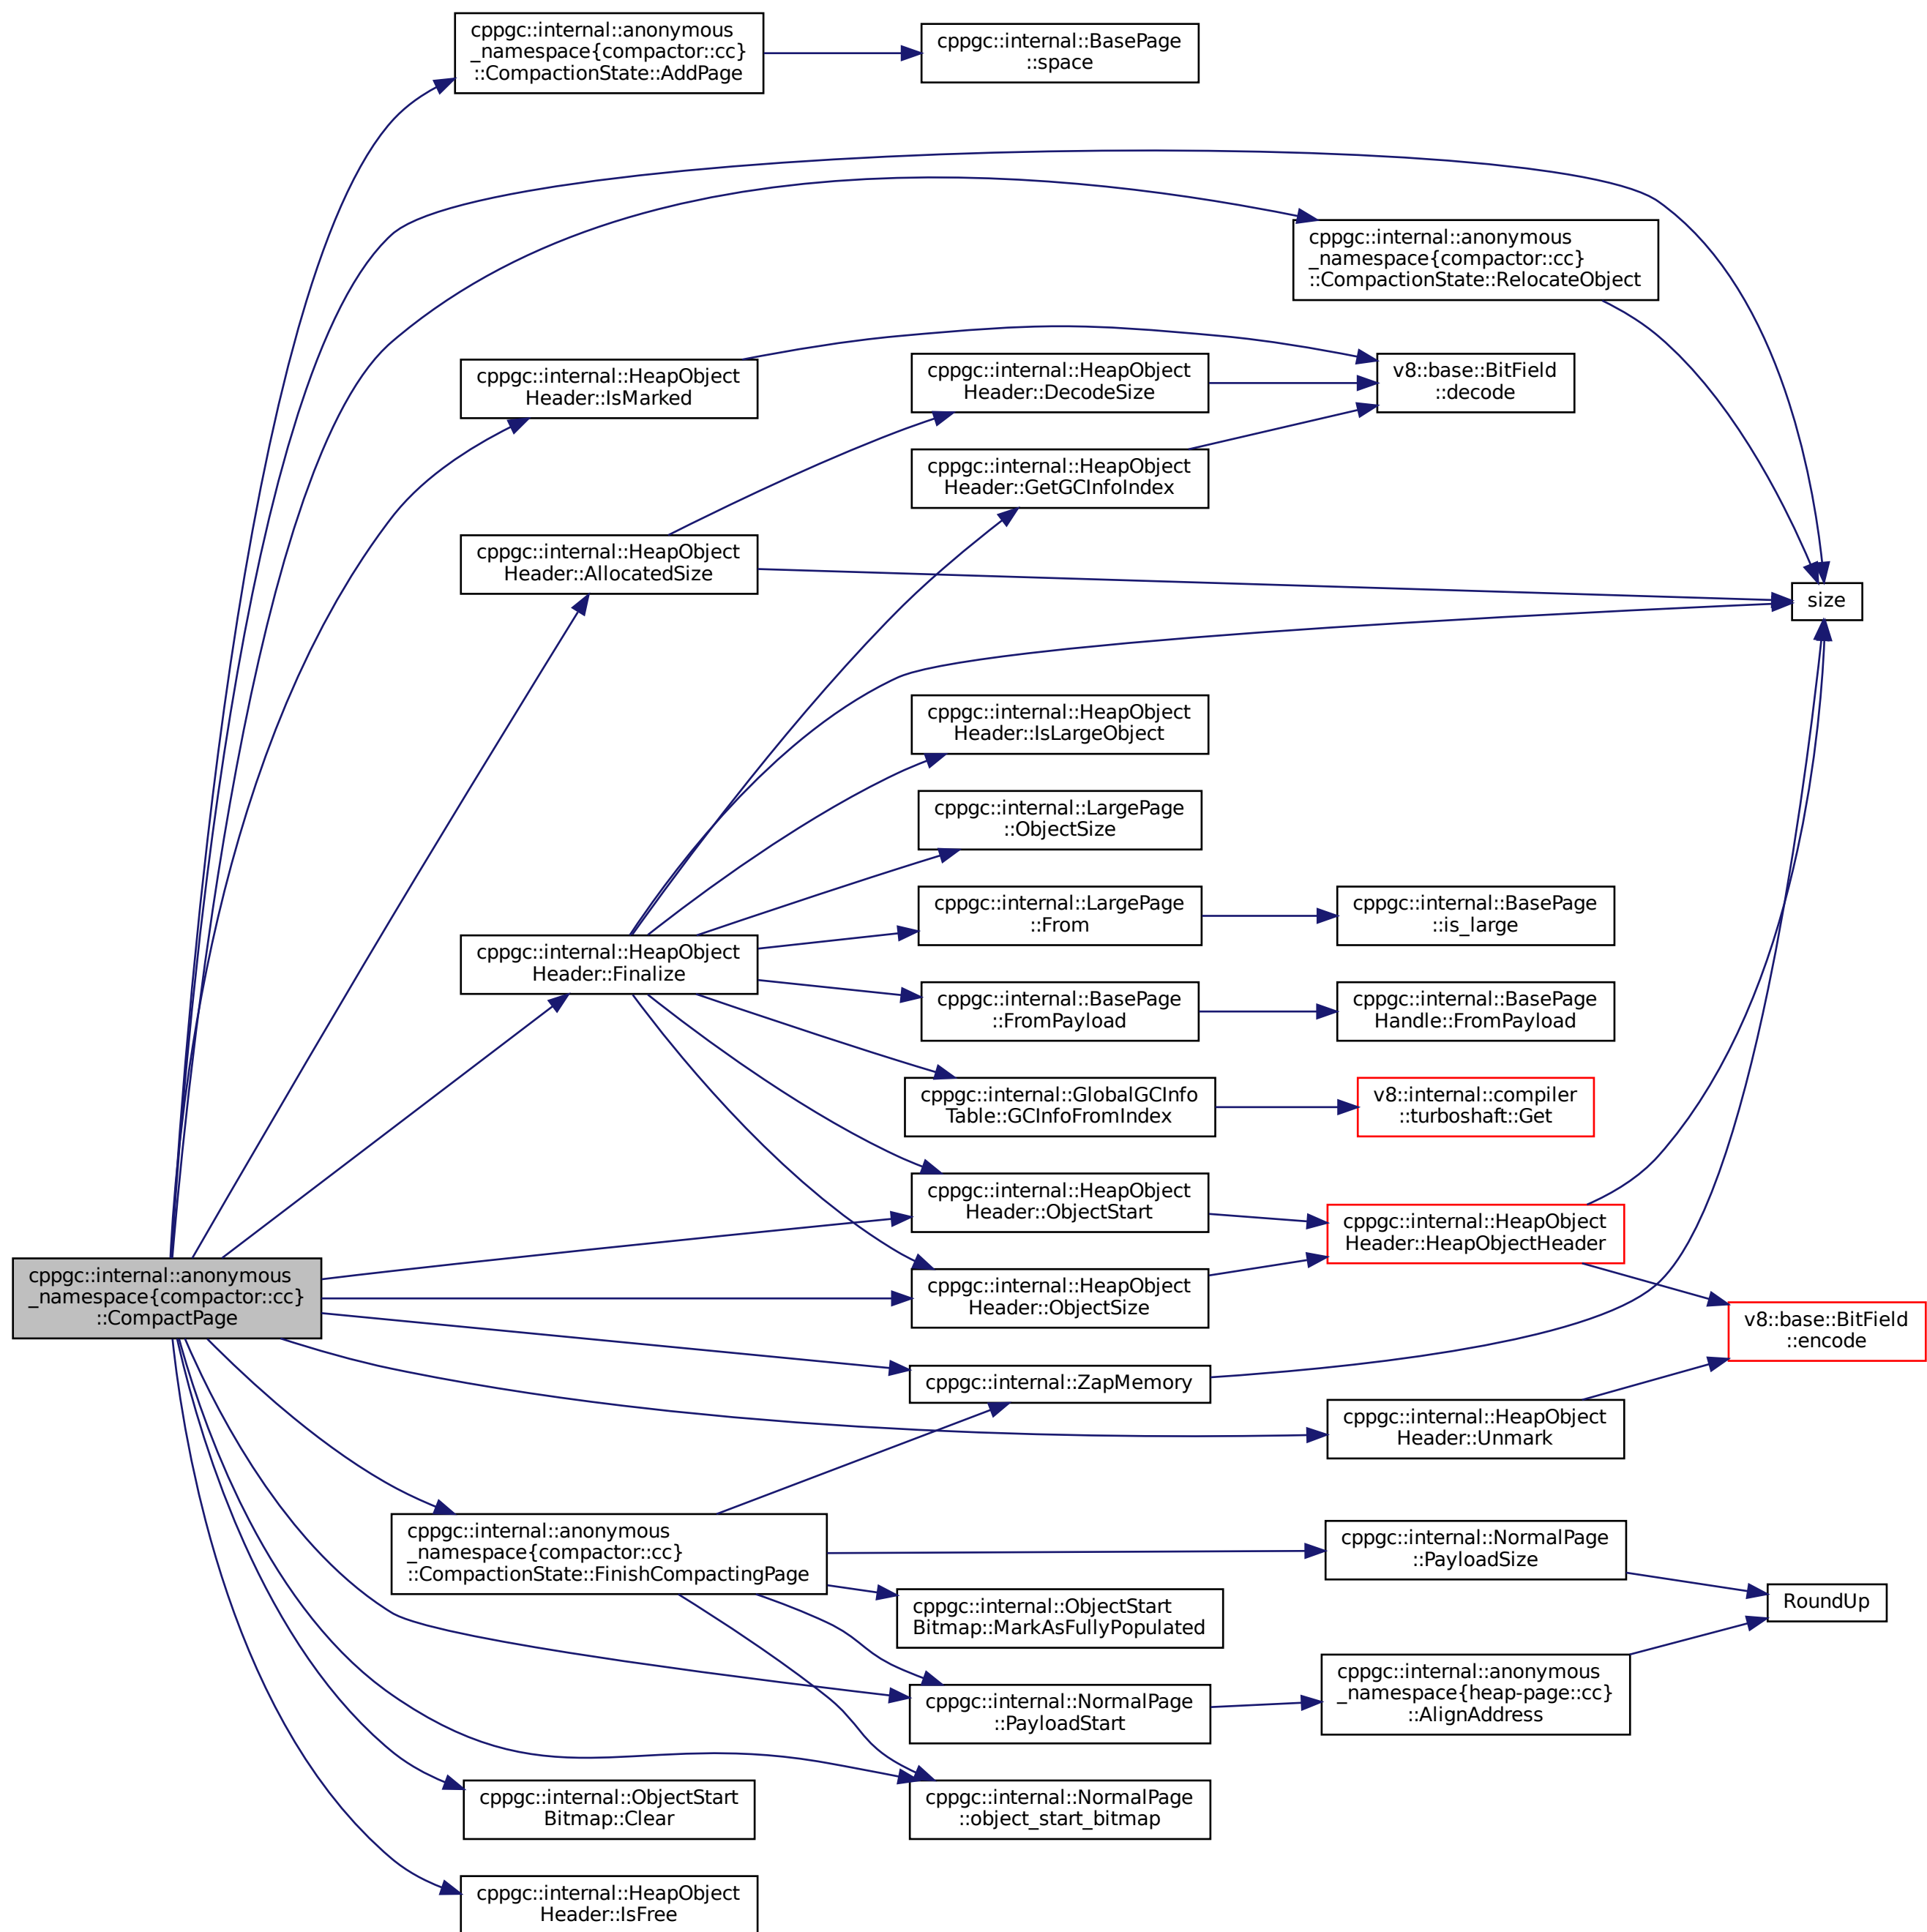 cppgc::internal::anonymous
_namespace{compactor::cc}
::CompactionState::AddPage
cppgc::internal::BasePage
::space
cppgc::internal::anonymous
_namespace{compactor::cc}
::CompactionState::RelocateObject
cppgc::internal::HeapObject
Header::IsMarked
cppgc::internal::HeapObject
Header::DecodeSize
v8::base::BitField
::decode
cppgc::internal::HeapObject
Header::GetGCInfoIndex
cppgc::internal::HeapObject
Header::AllocatedSize
size
cppgc::internal::HeapObject
Header::IsLargeObject
cppgc::internal::LargePage
::ObjectSize
cppgc::internal::LargePage
::From
cppgc::internal::BasePage
::is_large
cppgc::internal::HeapObject
Header::Finalize
cppgc::internal::BasePage
::FromPayload
cppgc::internal::BasePage
Handle::FromPayload
cppgc::internal::GlobalGCInfo
Table::GCInfoFromIndex
v8::internal::compiler
::turboshaft::Get
cppgc::internal::HeapObject
Header::ObjectStart
cppgc::internal::HeapObject
Header::HeapObjectHeader
cppgc::internal::anonymous
_namespace{compactor::cc}
::CompactPage
cppgc::internal::HeapObject
Header::ObjectSize
v8::base::BitField
::encode
cppgc::internal::ZapMemory
cppgc::internal::HeapObject
Header::Unmark
cppgc::internal::anonymous
_namespace{compactor::cc}
::CompactionState::FinishCompactingPage
cppgc::internal::NormalPage
::PayloadSize
cppgc::internal::ObjectStart
Bitmap::MarkAsFullyPopulated
RoundUp
cppgc::internal::NormalPage
::PayloadStart
cppgc::internal::anonymous
_namespace{heap-page::cc}
::AlignAddress
cppgc::internal::ObjectStart
Bitmap::Clear
cppgc::internal::NormalPage
::object_start_bitmap
cppgc::internal::HeapObject
Header::IsFree